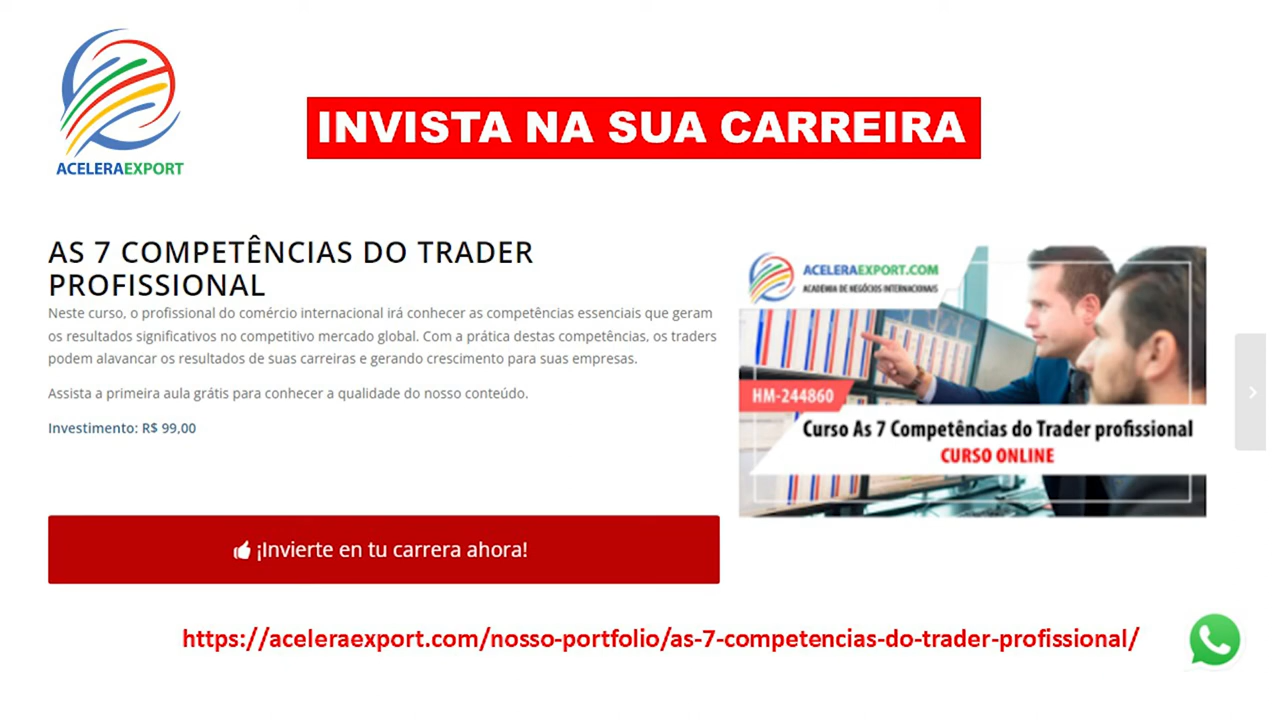 ACELERAEXPORT
INVISTA NA SUA CARREIRA
AS 7 COMPETÊNCIAS DO TRADER
PROFISSIONAL
Neste curso, o profissional do comércio internacional irá conhecer as competências essenciais que geram
os resultados significativos no competitivo mercado global. Com a prática destas competências, os traders
podem alavancar os resultados de suas carreiras e gerando crescimento para suas empresas.
Assista a primeira aula grátis para conhecer a qualidade do nosso conteúdo.
Investimento: R$ 99,00
¡Invierte en tu carrera ahora!
ACELERAEXPORT.COM
ACADEMIA DE NEGÓCIOS INTERNACIONAIS
HM-244860
Curso As 7 Competências do Trader profissional
CURSO ONLINE
https://aceleraexport.com/nosso-portfolio/as-7-competencias-do-trader-profissional/